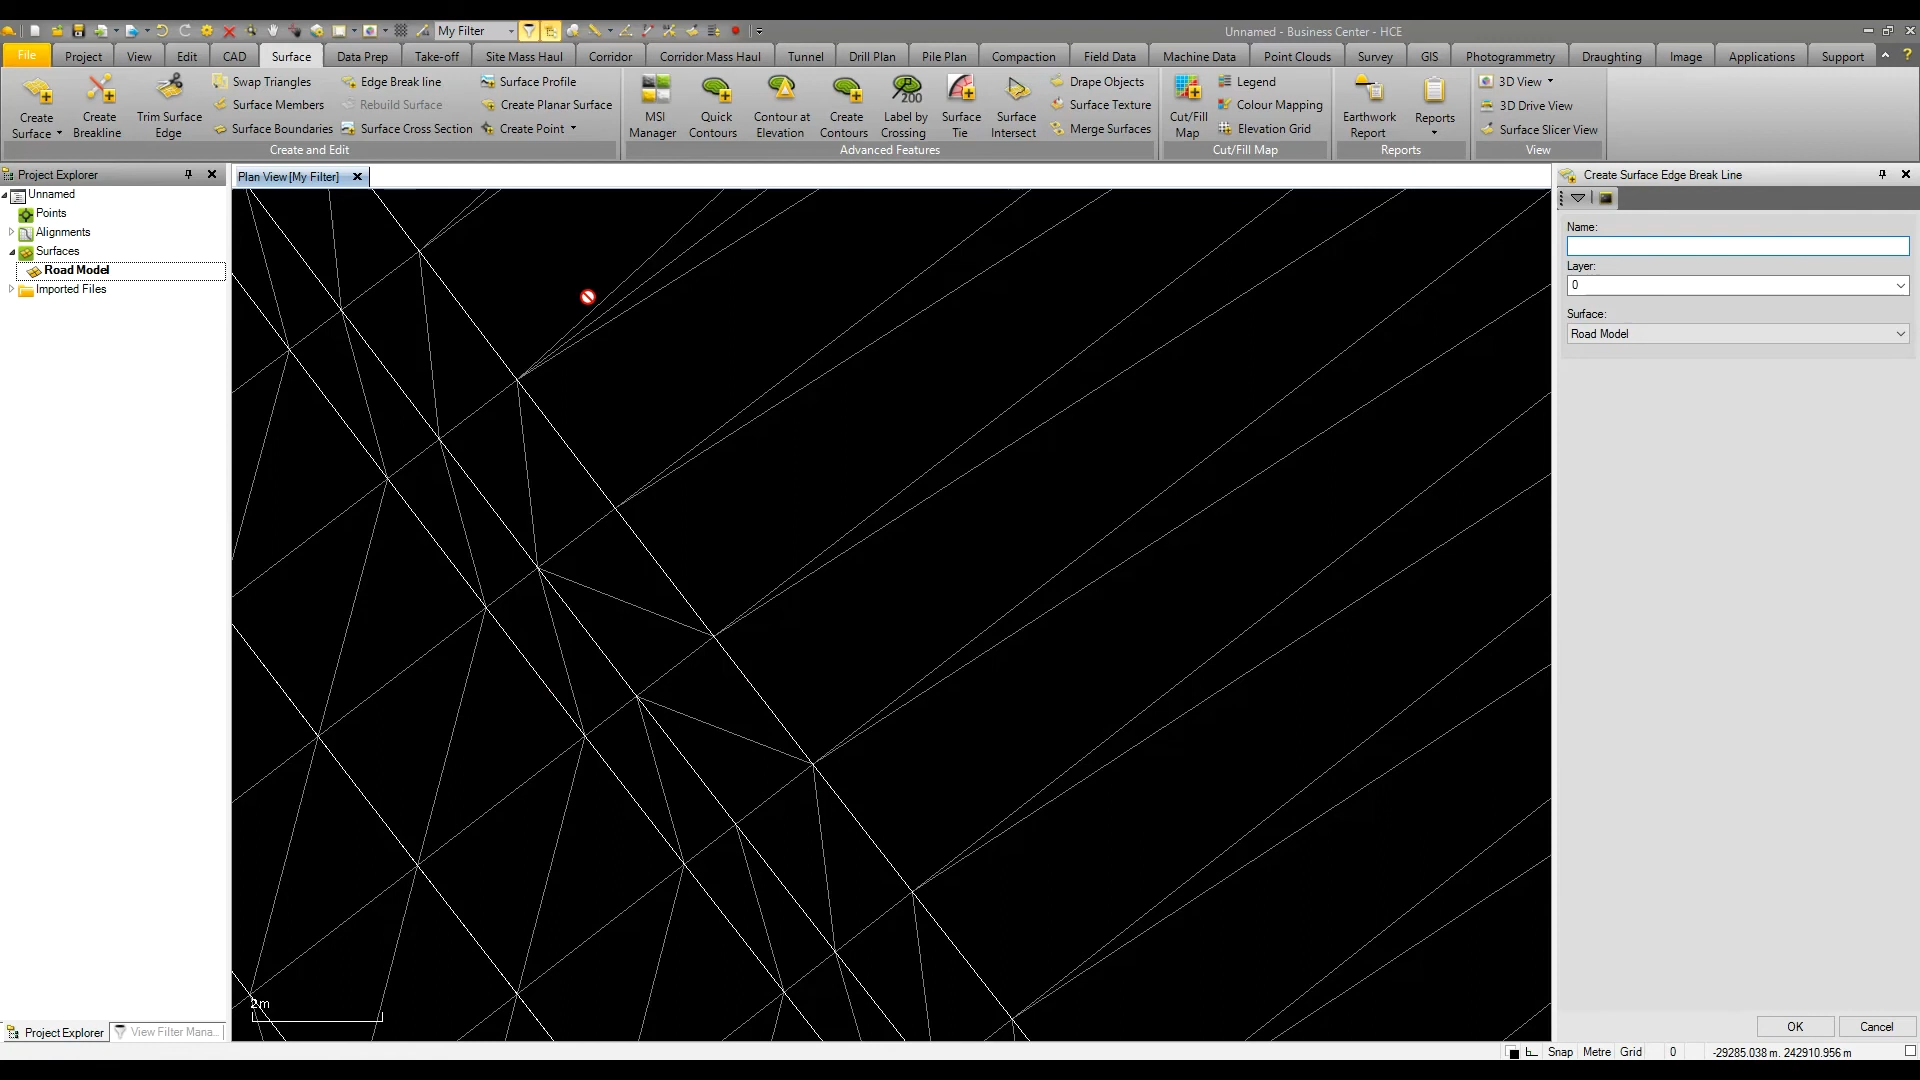 My Filter
Unnamed - Business Center - HCE
File Project View Edit CAD Surface Data Prep Take-off Site Mass Haul Corridor Corridor Mass Haul Tunnel Drill Plan Pile Plan Compaction Field Data Machine Data Point Clouds Survey GIS Photogrammetry Draughting Image Applications Support
Create Surface
Create Breakline
Trim Surface Edge
Swap Triangles
Surface Members
Surface Boundaries
Edge Break line
Rebuild Surface
Surface Cross Section
Surface Profile
Create Planar Surface
Create Point
Create and Edit
MSI Manager
Quick Contours
Contour at Elevation
Create Contours
200
Label by Crossing
Surface Tie
Surface Intersect
Drape Objects
Surface Texture
Merge Surfaces
Advanced Features
Cut/Fill Map
Legend
Colour Mapping
Elevation Grid
Cut/Fill Map
Earthwork Report
Reports
Reports
3D View
3D Drive View
Surface Slicer View
View
Project Explorer
Unnamed
Points
Alignments
Surfaces
Road Model
Imported Files
Plan View [My Filter]
2m
Create Surface Edge Break Line
Name:
Layer:
0
Surface:
Road Model
OK Cancel
Project Explorer View Filter Mana...
Snap Metre Grid 0 -29285.038 m, 242910.956 m